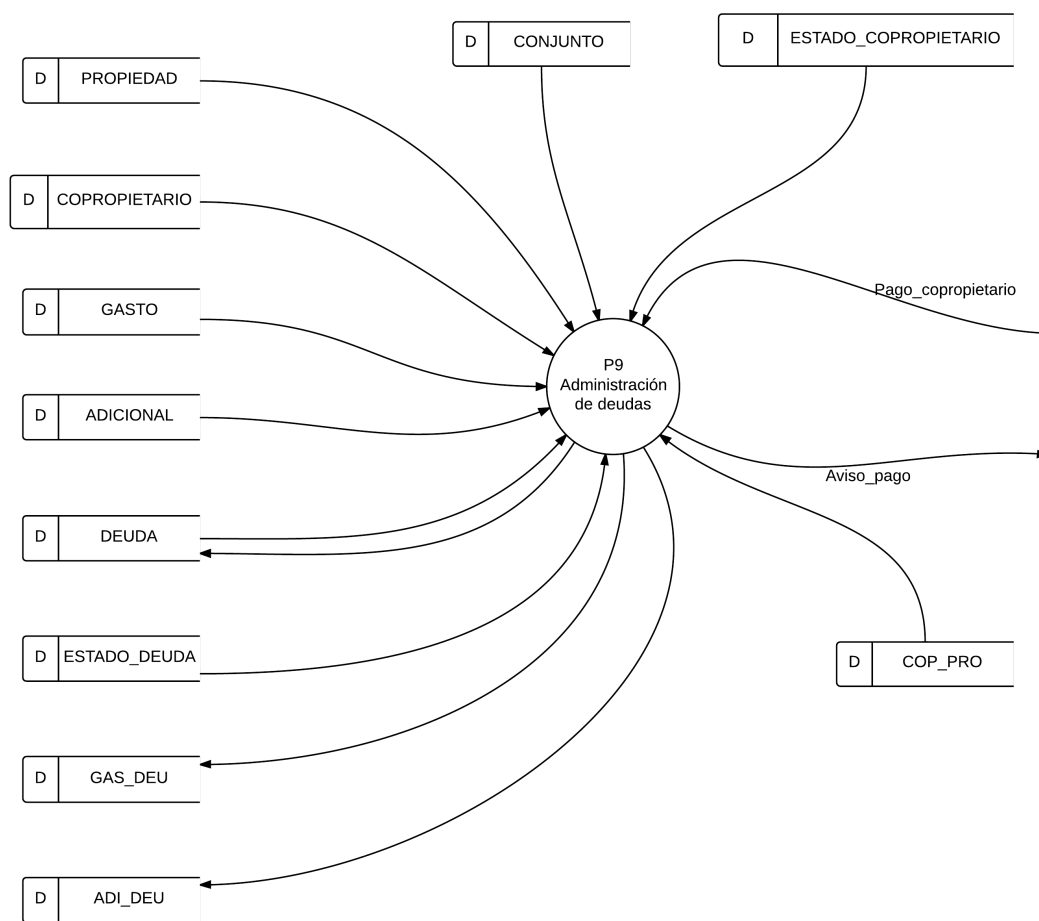 D CONJUNTO
D ESTADO_COPROPIETARIO
D PROPIEDAD
D COPROPIETARIO
D GASTO
Pago_copropietario
P9
Administración
de deudas
D ADICIONAL
Aviso_pago
D DEUDA
D ESTADO_DEUDA
D COP_PRO
D GAS_DEU
D ADI_DEU